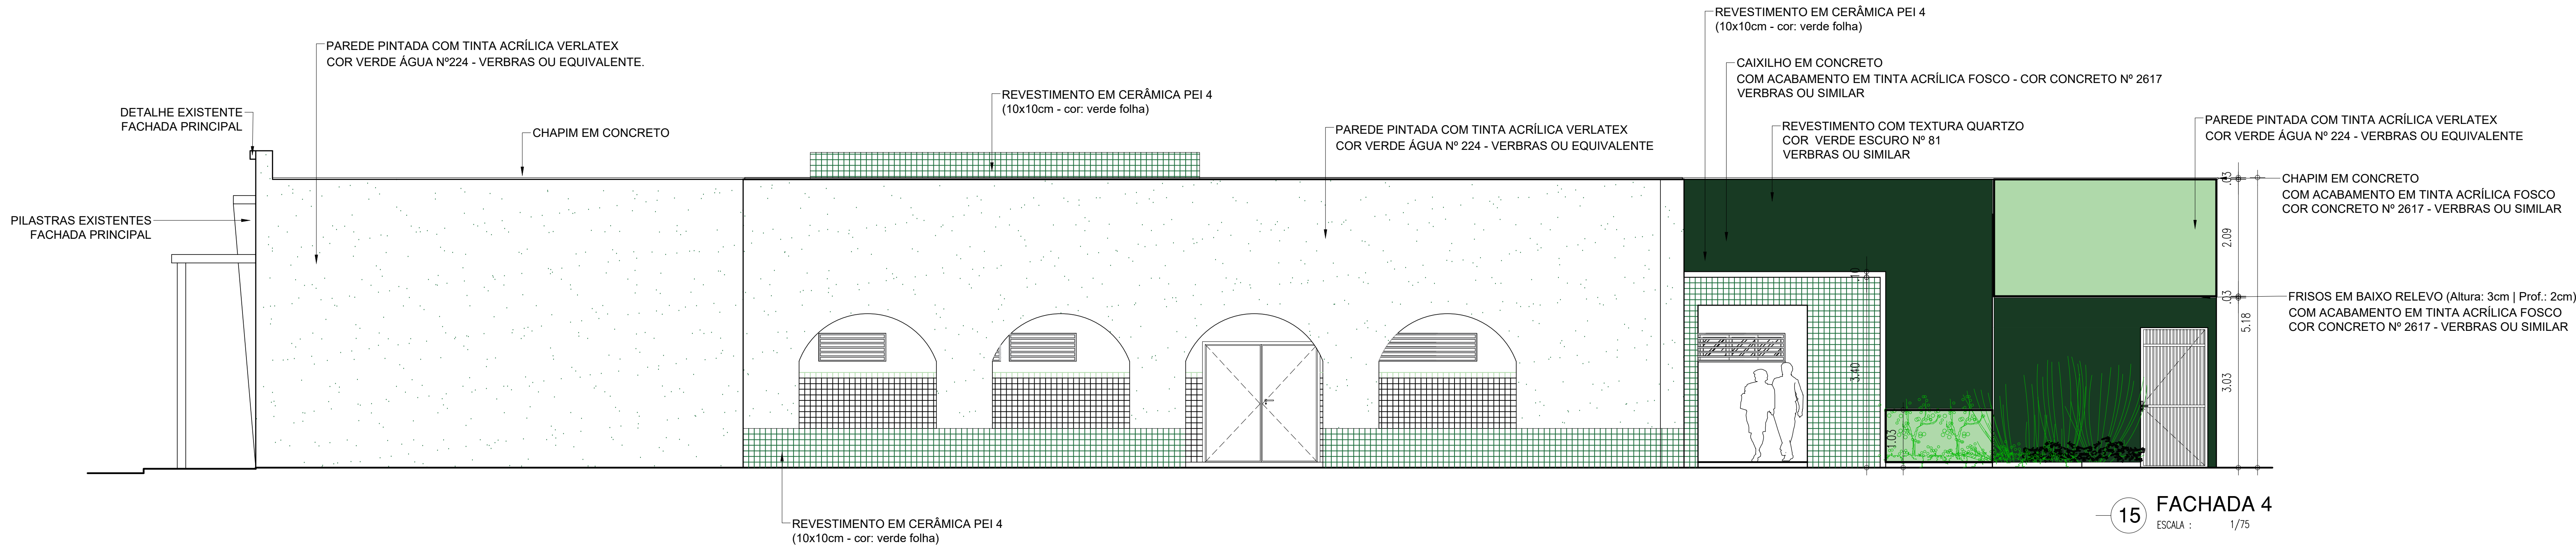 REVESTIMENTO EM CERÂMICA PEI 4
(10x10cm - cor: verde folha)
PAREDE PINTADA COM TINTA ACRÍLICA VERLATEX
COR VERDE ÁGUA Nº224 - VERBRAS OU EQUIVALENTE.
CAIXILHO EM CONCRETO
COM ACABAMENTO EM TINTA ACRÍLICA FOSCO - COR CONCRETO Nº 2617
VERBRAS OU SIMILAR
REVESTIMENTO EM CERÂMICA PEI 4
(10x10cm - cor: verde folha)
DETALHE EXISTENTE
FACHADA PRINCIPAL
CHAPIM EM CONCRETO
PAREDE PINTADA COM TINTA ACRÍLICA VERLATEX
COR VERDE ÁGUA Nº 224 - VERBRAS OU EQUIVALENTE
REVESTIMENTO COM TEXTURA QUARTZO
COR  VERDE ESCURO Nº 81
VERBRAS OU SIMILAR
PAREDE PINTADA COM TINTA ACRÍLICA VERLATEX
COR VERDE ÁGUA Nº 224 - VERBRAS OU EQUIVALENTE
CHAPIM EM CONCRETO
COM ACABAMENTO EM TINTA ACRÍLICA FOSCO
COR CONCRETO Nº 2617 - VERBRAS OU SIMILAR
PILASTRAS EXISTENTES
FACHADA PRINCIPAL
.03
2.09
.10
.03
5.18
FRISOS EM BAIXO RELEVO (Altura: 3cm | Prof.: 2cm)
COM ACABAMENTO EM TINTA ACRÍLICA FOSCO
COR CONCRETO Nº 2617 - VERBRAS OU SIMILAR
3.40
3.03
1.03
REVESTIMENTO EM CERÂMICA PEI 4
(10x10cm - cor: verde folha)
15
FACHADA 4
ESCALA : 1/75